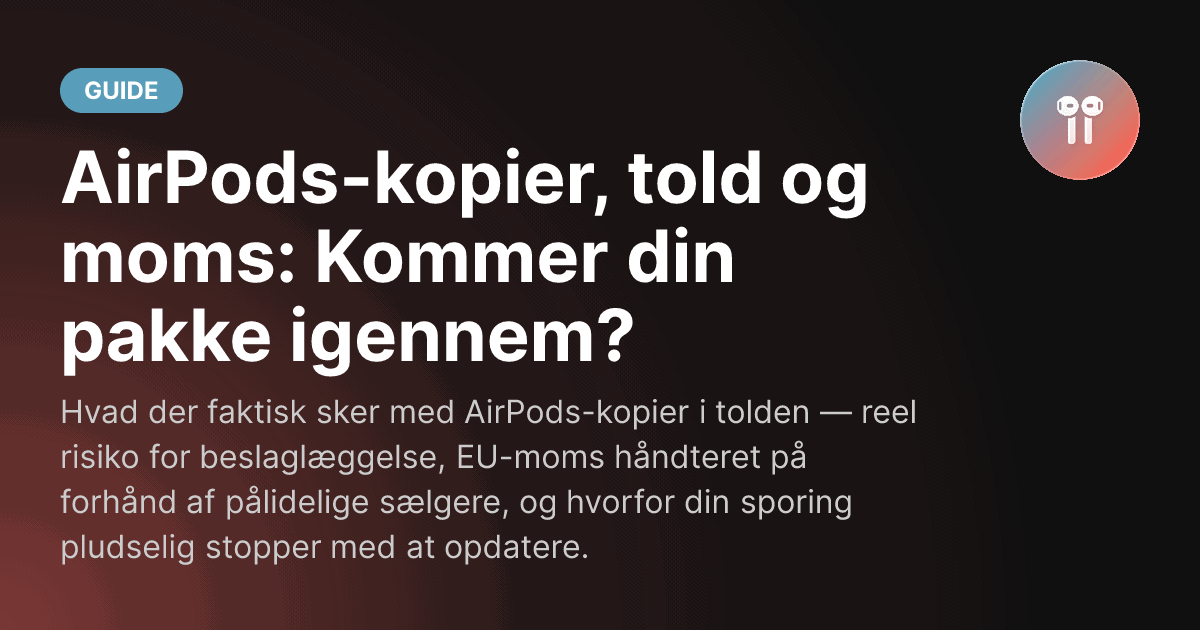 GUIDE
AirPods-kopier, told og
moms: Kommer din
pakke igennem?
Hvad der faktisk sker med AirPods-kopier i tolden — reel
risiko for beslaglæggelse, EU-moms håndteret på
forhånd af pålidelige sælgere, og hvorfor din sporing
pludselig stopper med at opdatere.